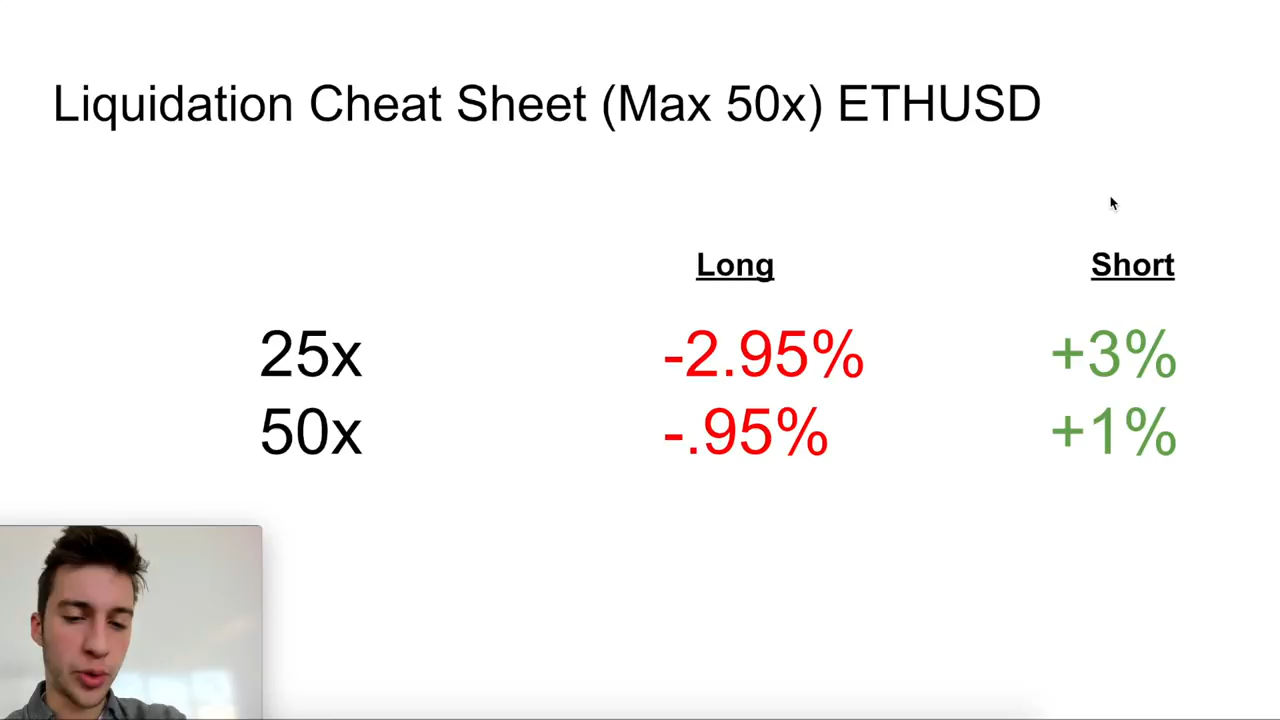 Liquidation Cheat Sheet (Max 50x) ETHUSD
Long Short
25x -2.95% +3%
50x -.95% +1%